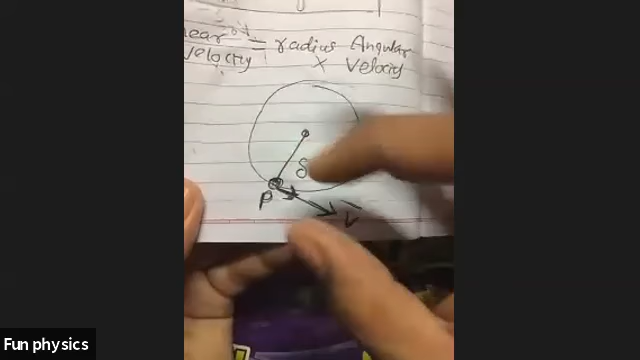 = radius Angular
velocity × Velocity
δ
P
V
Fun physics